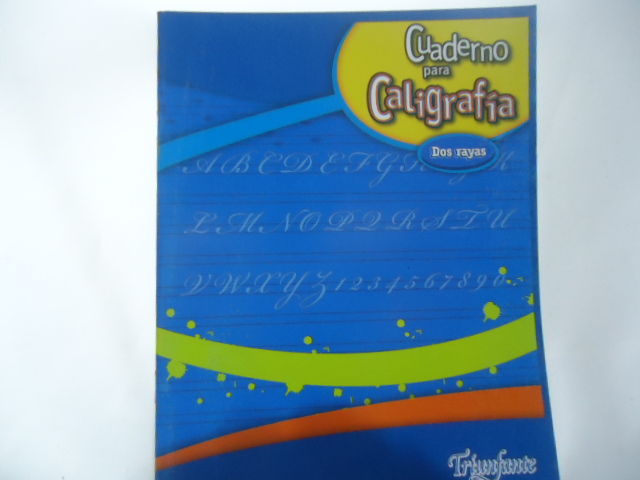 Cuaderno
para
Caligrafía
Dos rayas
A B C D E F G H I J K
L M N O P Q R S T U
V W X Y Z 1 2 3 4 5 6 7 8 9 0
Triunfante